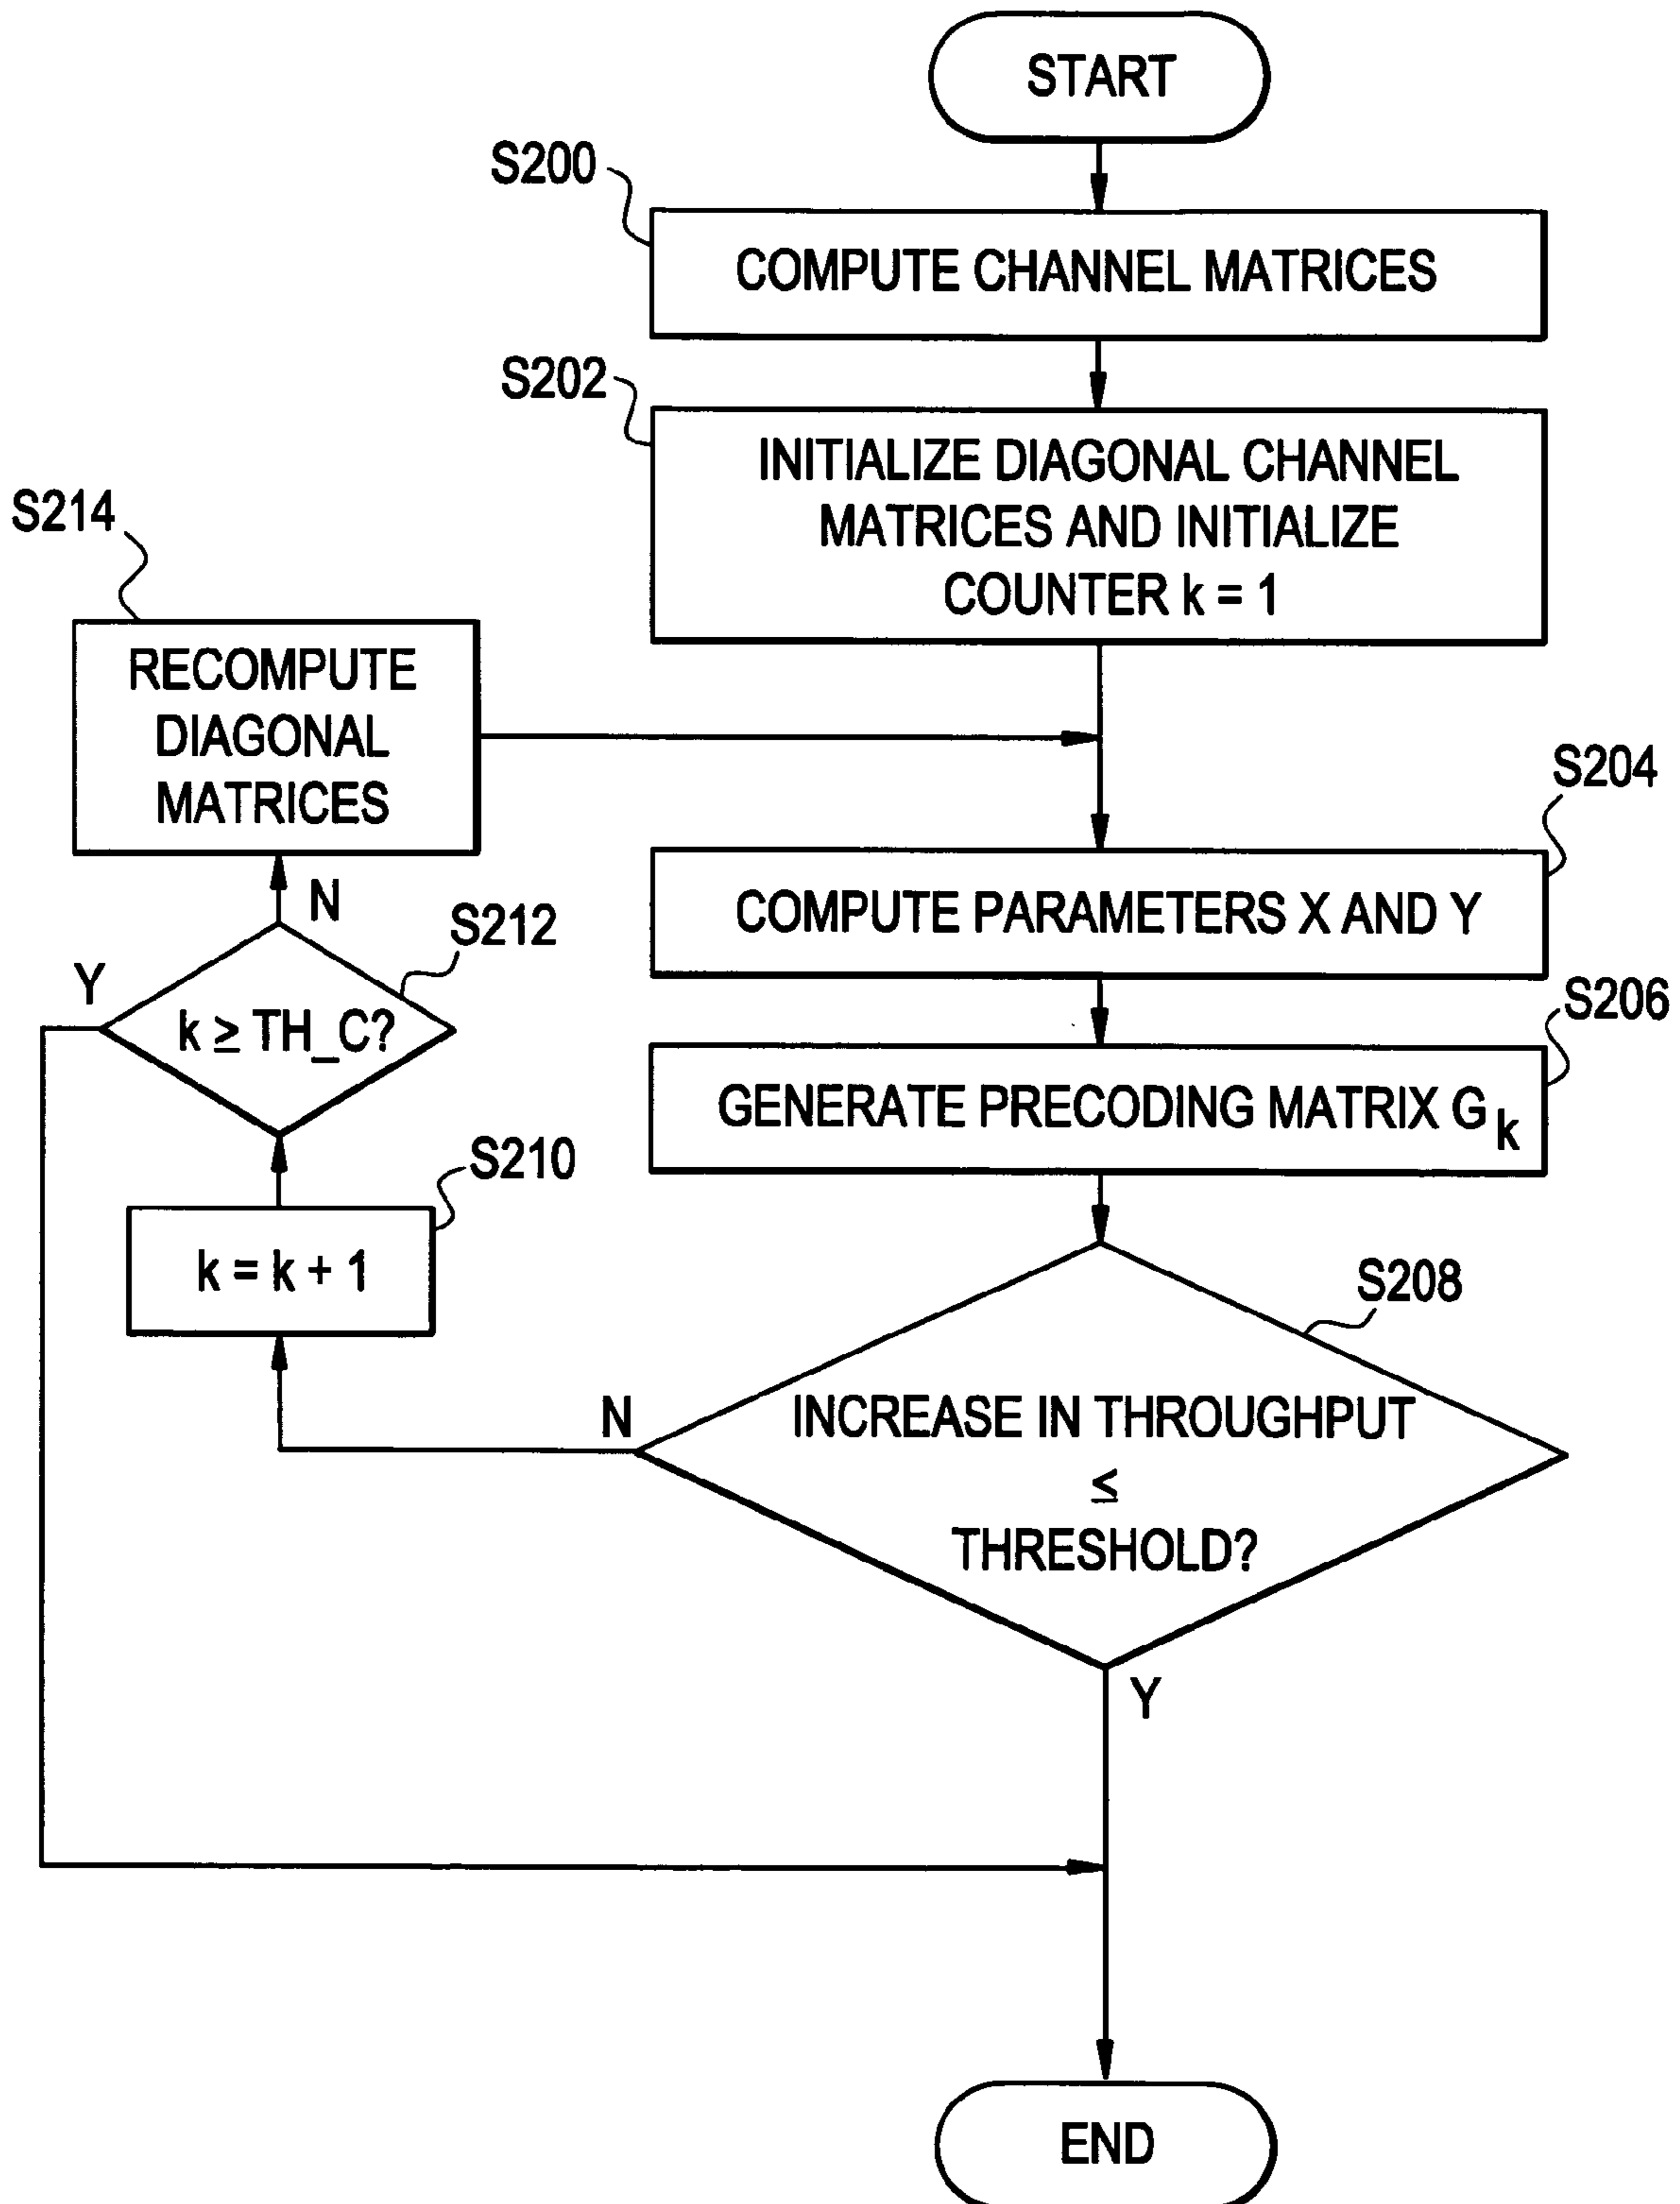 START
S200
COMPUTE CHANNEL MATRICES
S202
INITIALIZE DIAGONAL CHANNEL
MATRICES AND INITIALIZE
COUNTER k = 1
S214
RECOMPUTE
DIAGONAL
MATRICES
S204
COMPUTE PARAMETERS X AND Y
N
S212
Y
k ≥ TH_C?
S206
GENERATE PRECODING MATRIX G_k
S210
k = k + 1
S208
N
INCREASE IN THROUGHPUT
≤
THRESHOLD?
Y
END